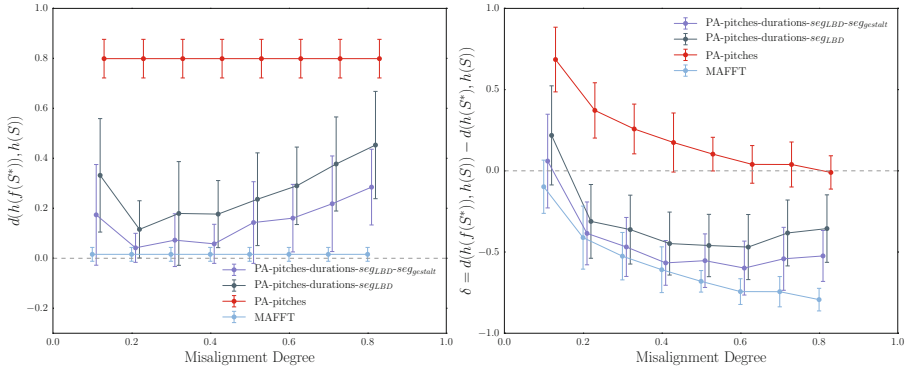 1.0
0.8
0.6
0.4
0.2
0.0
−0.2
d(h(f(S*)), h(S))
PA-pitches-durations-seg_LBD-seg_gestalt
PA-pitches-durations-seg_LBD
PA-pitches
MAFFT
0.0 0.2 0.4 0.6 0.8 1.0
Misalignment Degree
1.0
0.5
0.0
−0.5
−1.0
δ = d(h(f(S*)), h(S)) − d(h(S*), h(S))
PA-pitches-durations-seg_LBD-seg_gestalt
PA-pitches-durations-seg_LBD
PA-pitches
MAFFT
0.0 0.2 0.4 0.6 0.8 1.0
Misalignment Degree